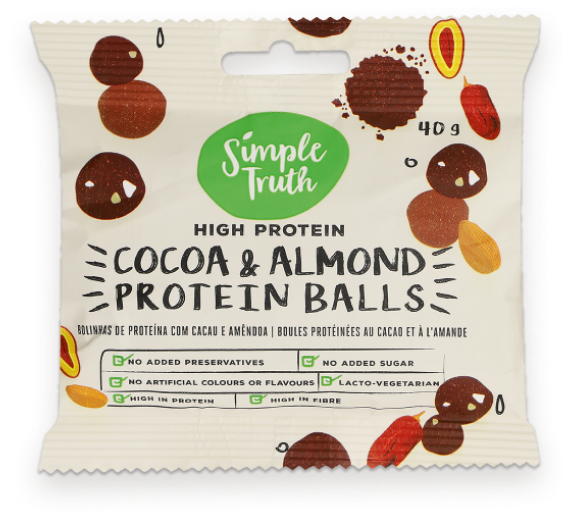 40g
Simple
Truth
HIGH PROTEIN
COCOA & ALMOND
PROTEIN BALLS
BOLINHAS DE PROTEÍNA COM CACAU E AMÊNDOA | BOULES PROTÉINÉES AU CACAO ET À L'AMANDE
NO ADDED PRESERVATIVES NO ADDED SUGAR
NO ARTIFICIAL COLOURS OR FLAVOURS LACTO-VEGETARIAN
HIGH IN PROTEIN HIGH IN FIBRE